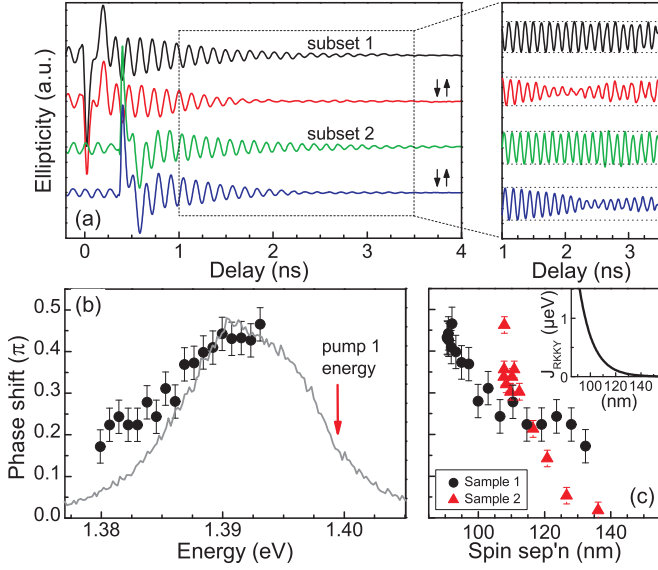 subset 1
subset 2
Ellipticity (a.u.)
(a)
0 1 2 3 4
Delay (ns)
1 2 3
Delay (ns)
(b)
pump 1
energy
0.5
0.4
0.3
0.2
0.1
0.0
Phase shift (π)
1.38 1.39 1.40
Energy (eV)
J RKKY (µeV)
1
0
100 120 140
(nm)
Sample 1
Sample 2
(c)
100 120 140
Spin sep'n (nm)